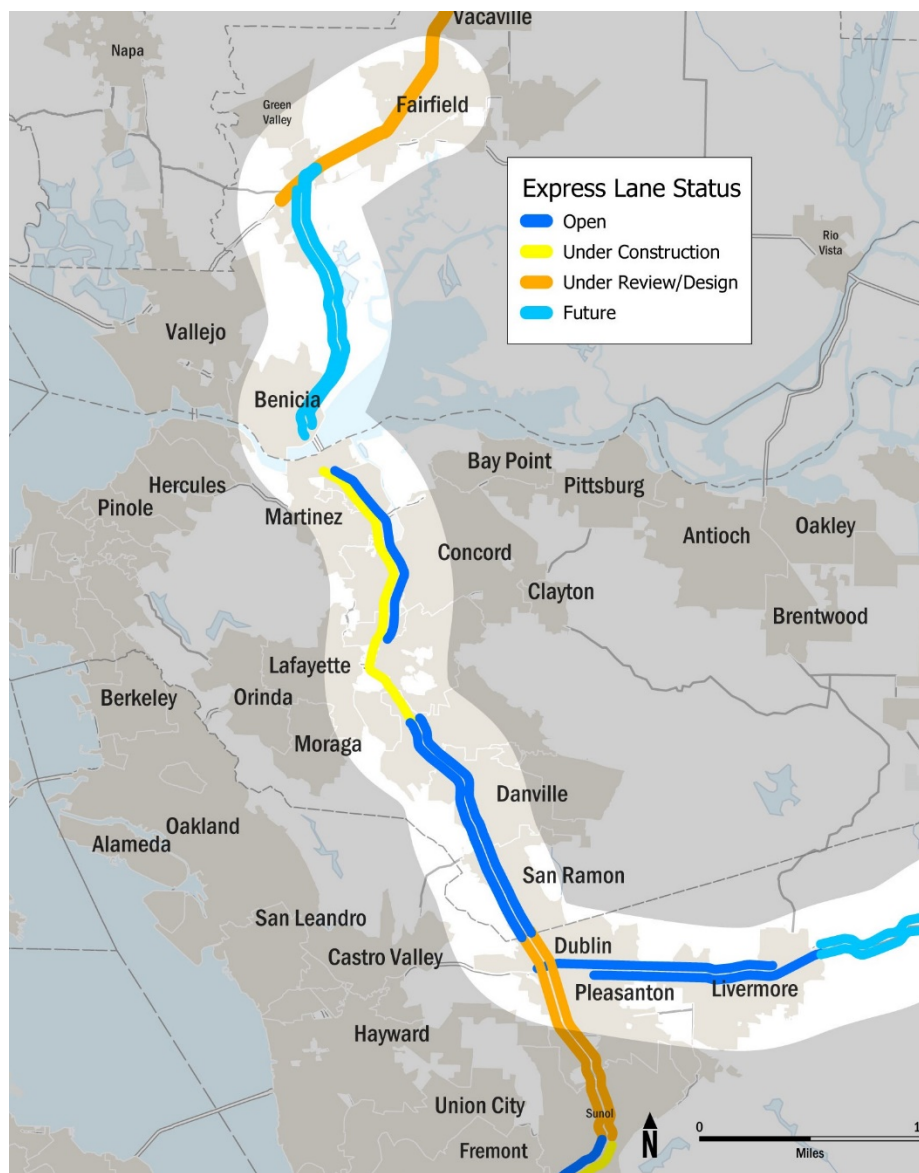 Vacaville
Napa
Green
Valley
Fairfield
Express Lane Status
Open
Under Construction
Under Review/Design
Future
Rio
Vista
Vallejo
Benicia
Bay Point
Hercules
Pittsburg
Pinole
Martinez
Antioch
Oakley
Concord
Clayton
Brentwood
Lafayette
Berkeley
Orinda
Moraga
Danville
Oakland
Alameda
San Ramon
San Leandro
Castro Valley
Dublin
Pleasanton
Livermore
Hayward
Union City
Sunol
Fremont
N
0 1
Miles